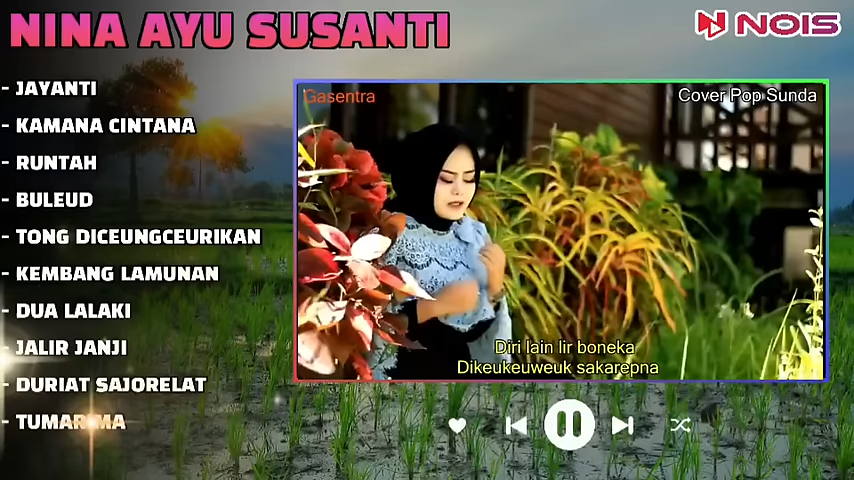 NINA AYU SUSANTI
NOIS
- JAYANTI
- KAMANA CINTANA
- RUNTAH
- BULEUD
- TONG DICEUNGCEURIKAN
- KEMBANG LAMUNAN
- DUA LALAKI
- JALIR JANJI
- DURIAT SAJORELAT
- TUMARIMA
Gasentra
Cover Pop Sunda
Diri lain lir boneka
Dikeukeuweuk sakarepna